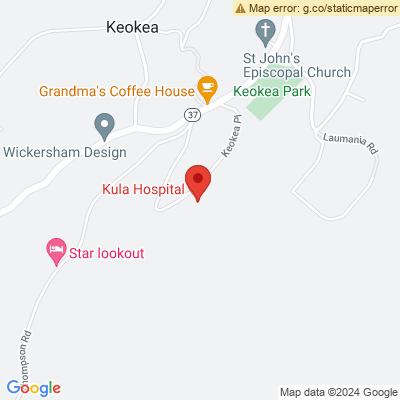 Map error: g.co/staticmaperror
Keokea
St John's
Episcopal Church
Grandma's Coffee House
Keokea Park
37
Laumania Rd
Wickersham Design
Keokea Pl
Kula Hospital
Star lookout
hompson Rd
Google
Map data ©2024 Google